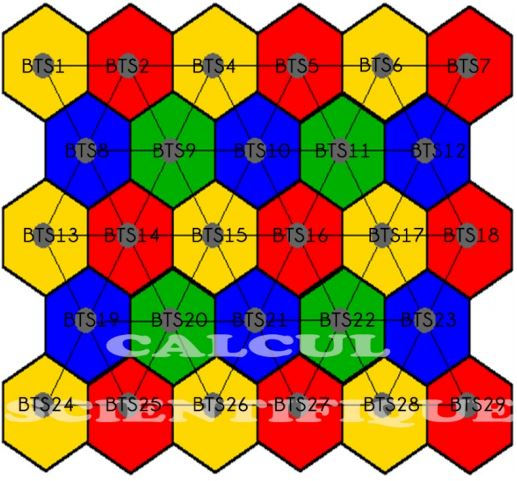 BTS1 BTS2 BTS4 BTS5 BTS6 BTS7
BTS8 BTS9 BTS10 BTS11 BTS12
BTS13 BTS14 BTS15 BTS16 BTS17 BTS18
BTS19 BTS20 BTS21 BTS22 BTS23
CALCUL
BTS24 BTS25 BTS26 BTS27 BTS28 BTS29
SCIENTIFIQUE